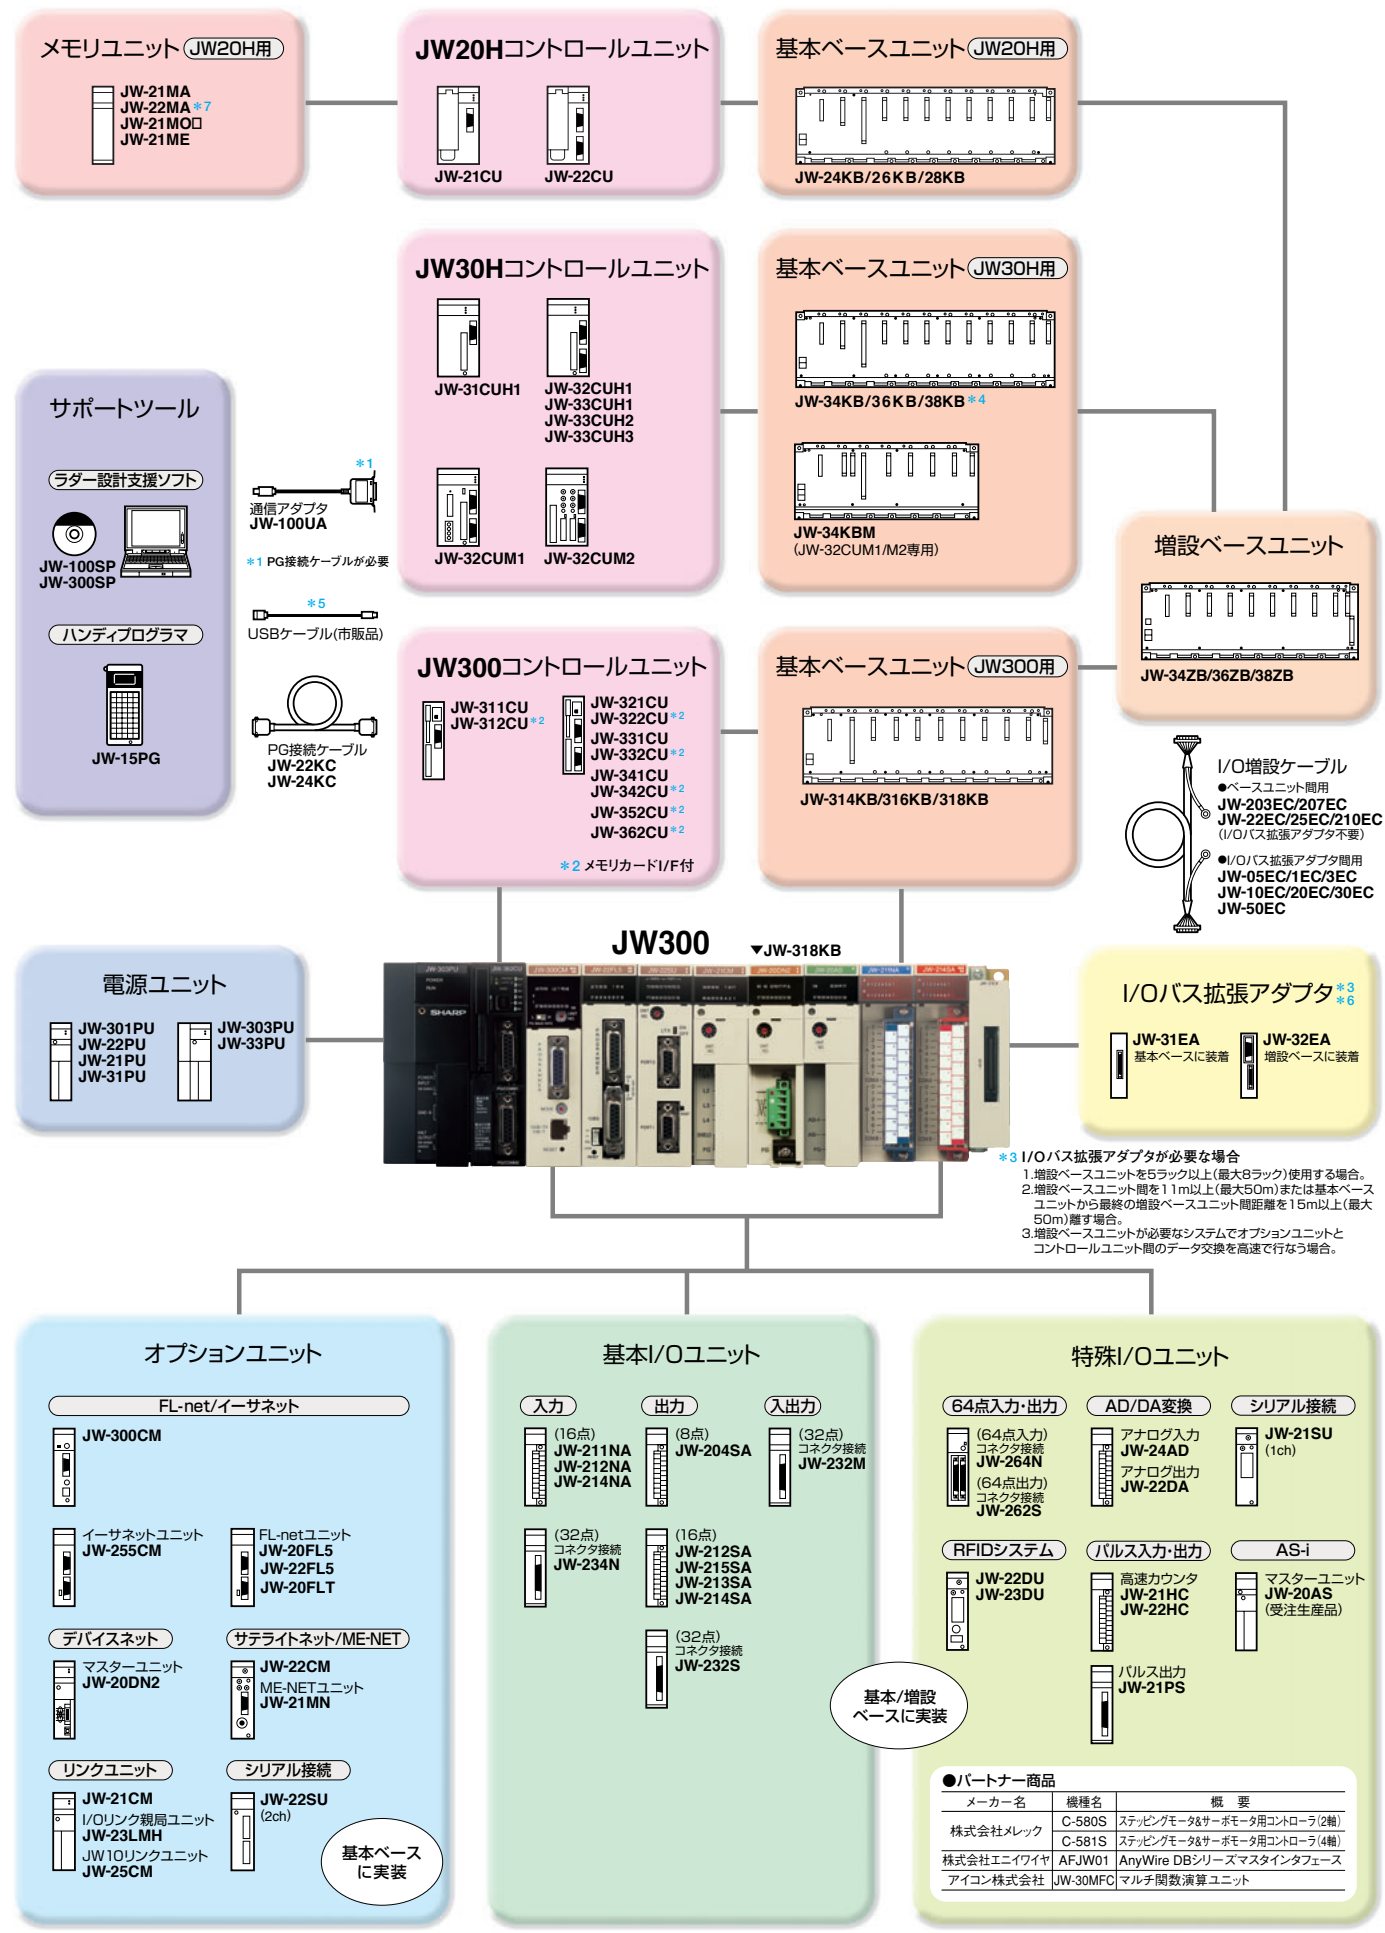 メモリユニット JW20H用
JW-21MA
JW-22MA *7
JW-21MO□
JW-21ME
JW20Hコントロールユニット
JW-21CU
JW-22CU
基本ベースユニット JW20H用
JW-24KB/26KB/28KB
JW30Hコントロールユニット
JW-31CUH1
JW-32CUH1
JW-33CUH1
JW-33CUH2
JW-33CUH3
JW-32CUM1
JW-32CUM2
基本ベースユニット JW30H用
JW-34KB/36KB/38KB *4
JW-34KBM
(JW-32CUM1/M2専用)
サポートツール
ラダー設計支援ソフト
JW-100SP
JW-300SP
ハンディプログラマ
JW-15PG
*1
通信アダプタ
JW-100UA
*1 PG接続ケーブルが必要
*5
USBケーブル(市販品)
PG接続ケーブル
JW-22KC
JW-24KC
JW300コントロールユニット
JW-311CU
JW-312CU *2
JW-321CU
JW-322CU *2
JW-331CU
JW-332CU *2
JW-341CU
JW-342CU *2
JW-352CU *2
JW-362CU *2
*2 メモリカードI/F付
基本ベースユニット JW300用
JW-314KB/316KB/318KB
増設ベースユニット
JW-34ZB/36ZB/38ZB
I/O増設ケーブル
●ベースユニット間用
JW-203EC/207EC
JW-22EC/25EC/210EC
(I/Oバス拡張アダプタ不要)
●I/Oバス拡張アダプタ間用
JW-05EC/1EC/3EC
JW-10EC/20EC/30EC
JW-50EC
JW300
▼JW-318KB
電源ユニット
JW-301PU
JW-22PU
JW-21PU
JW-31PU
JW-303PU
JW-33PU
SHARP
I/Oバス拡張アダプタ *3 *6
JW-31EA
基本ベースに装着
JW-32EA
増設ベースに装着
*3 I/Oバス拡張アダプタが必要な場合
1.増設ベースユニットを5ラック以上(最大8ラック)使用する場合。
2.増設ベースユニット間を11m以上(最大50m)または基本ベース
ユニットから最終の増設ベースユニット間距離を15m以上(最大
50m)離す場合。
3.増設ベースユニットが必要なシステムでオプションユニットと
コントロールユニット間のデータ交換を高速で行なう場合。
オプションユニット
FL-net/イーサネット
JW-300CM
イーサネットユニット
JW-255CM
FL-netユニット
JW-20FL5
JW-22FL5
JW-20FLT
デバイスネット
マスターユニット
JW-20DN2
サテライトネット/ME-NET
JW-22CM
ME-NETユニット
JW-21MN
リンクユニット
JW-21CM
I/Oリンク親局ユニット
JW-23LMH
JW10リンクユニット
JW-25CM
シリアル接続
JW-22SU
(2ch)
基本ベース
に実装
基本I/Oユニット
入力
(16点)
JW-211NA
JW-212NA
JW-214NA
(32点)
コネクタ接続
JW-234N
出力
(8点)
JW-204SA
(16点)
JW-212SA
JW-215SA
JW-213SA
JW-214SA
(32点)
コネクタ接続
JW-232S
入出力
(32点)
コネクタ接続
JW-232M
基本/増設
ベースに実装
特殊I/Oユニット
64点入力・出力
(64点入力)
コネクタ接続
JW-264N
(64点出力)
コネクタ接続
JW-262S
AD/DA変換
アナログ入力
JW-24AD
アナログ出力
JW-22DA
シリアル接続
JW-21SU
(1ch)
RFIDシステム
JW-22DU
JW-23DU
パルス入力・出力
高速カウンタ
JW-21HC
JW-22HC
パルス出力
JW-21PS
AS-i
マスターユニット
JW-20AS
(受注生産品)
●パートナー商品
メーカー名 機種名 概 要
株式会社メレック C-580S ステッピングモータ&サーボモータ用コントローラ(2軸)
C-581S ステッピングモータ&サーボモータ用コントローラ(4軸)
株式会社エニイワイヤ AFJW01 AnyWire DBシリーズマスタインタフェース
アイコン株式会社 JW-30MFC マルチ関数演算ユニット